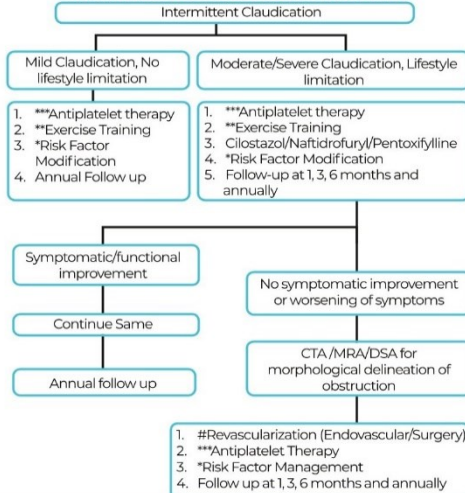 Intermittent Claudication
Mild Claudication, No
lifestyle limitation
Moderate/Severe Claudication, Lifestyle
limitation
1. ***Antiplatelet therapy
2. **Exercise Training
3. *Risk Factor
Modification
4. Annual Follow up
1. ***Antiplatelet therapy
2. **Exercise Training
3. Cilostazol/Naftidrofuryl/Pentoxifylline
4. *Risk Factor Modification
5. Follow-up at 1, 3, 6 months and
annually
Symptomatic/functional
improvement
Continue Same
Annual follow up
No symptomatic improvement
or worsening of symptoms
CTA/MRA/DSA for
morphological delineation of
obstruction
1. #Revascularization (Endovascular/Surgery)
2. ***Antiplatelet Therapy
3. *Risk Factor Management
4. Follow up at 1, 3, 6 months and annually